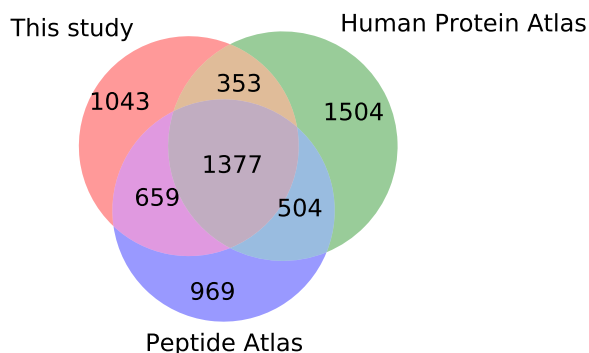 This study
Human Protein Atlas
353
1043
1504
1377
659
504
969
Peptide Atlas